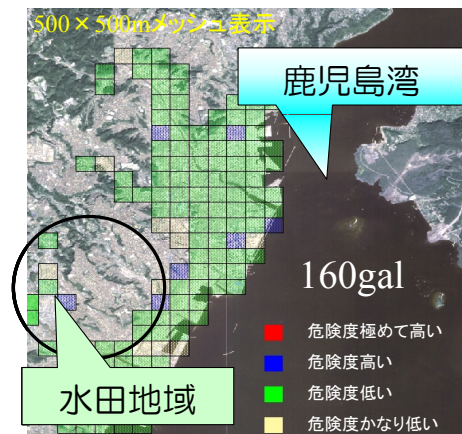 500×500mメッシュ表示
鹿児島湾
160gal
危険度極めて高い
危険度高い
危険度低い
危険度かなり低い
水田地域